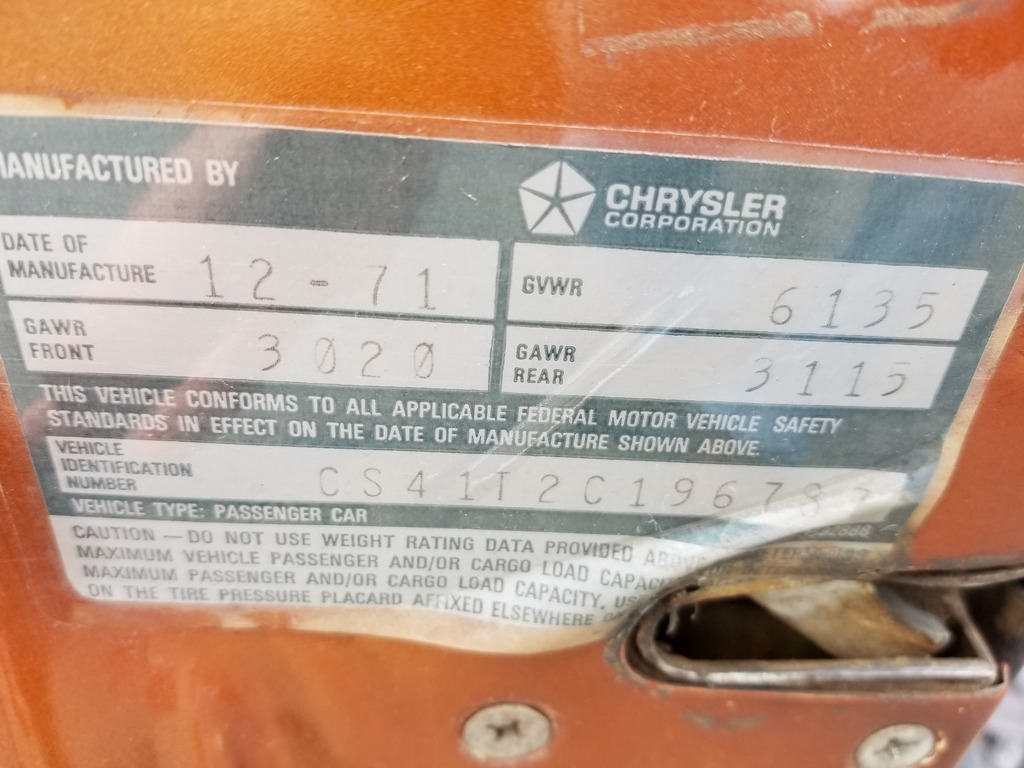 MANUFACTURED BY
CHRYSLER
CORPORATION
DATE OF
MANUFACTURE 12-71
GVWR 6135
GAWR
FRONT 3020
GAWR
REAR 3115
THIS VEHICLE CONFORMS TO ALL APPLICABLE FEDERAL MOTOR VEHICLE SAFETY
STANDARDS IN EFFECT ON THE DATE OF MANUFACTURE SHOWN ABOVE.
VEHICLE
IDENTIFICATION
NUMBER CS41T2C19678
VEHICLE TYPE: PASSENGER CAR
CAUTION — DO NOT USE WEIGHT RATING DATA PROVIDED ABOVE
MAXIMUM VEHICLE PASSENGER AND/OR CARGO LOAD CAPACI
MAXIMUM PASSENGER AND/OR CARGO LOAD CAPACITY, US
ON THE TIRE PRESSURE PLACARD AFFIXED ELSEWHERE